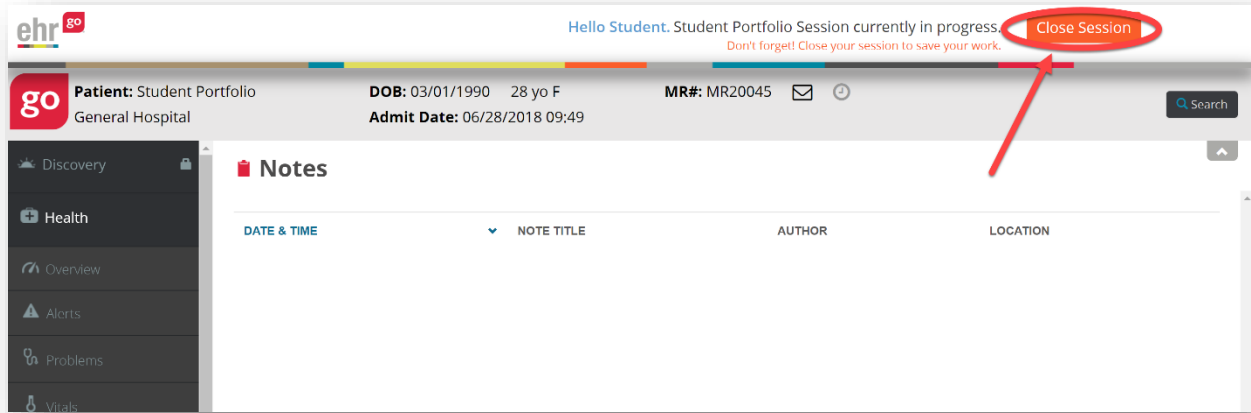 ehr go
Hello Student. Student Portfolio Session currently in progress. Close Session
Don't forget! Close your session to save your work.
go Patient: Student Portfolio DOB: 03/01/1990 28 yo F MR#: MR20045
General Hospital Admit Date: 06/28/2018 09:49
Search
Discovery
Notes
Health
DATE & TIME NOTE TITLE AUTHOR LOCATION
Overview
Alerts
Problems
Vitals